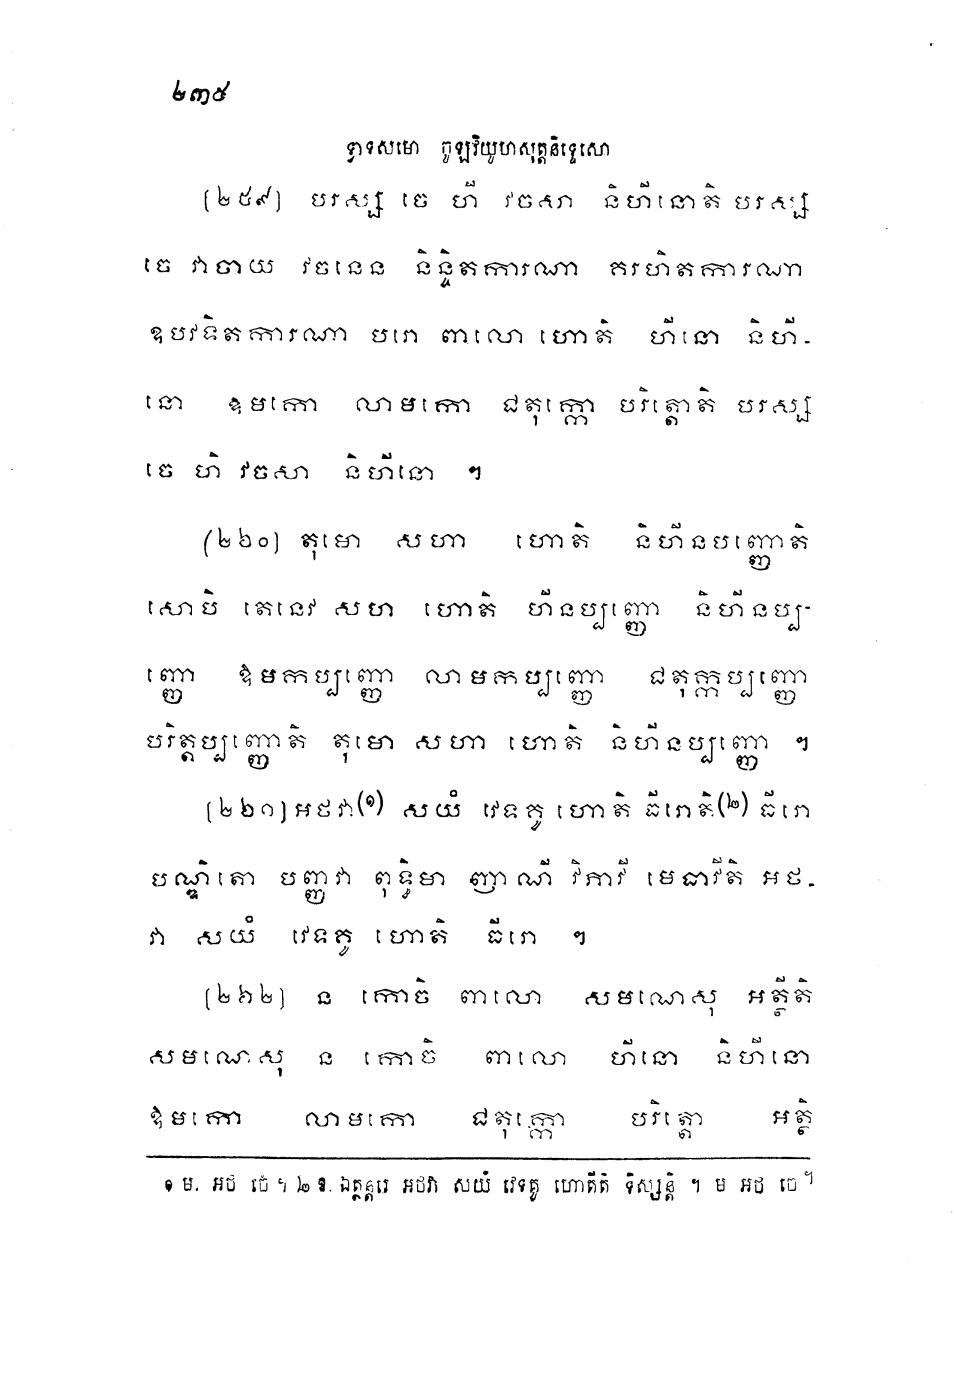 ២៣៥
ទ្វាទសមោ ចូឡវិយូហសុត្តនិទ្ទេសោ
(២៥៩) បរស្ស ចេ ហី វចសា និហីនោតិ បរស្ស
ចេ វាចាយ វចនេន និន្ទិតការណា គរហិតការណា
ឧបវទិតការណា បរោ ពាលោ ហោតិ ហីនោ និហី-
នោ ឱមកោ លាមកោ ជតុក្កោ បរិត្តោតិ បរស្ស
ចេ ហិ វចសា និហីនោ ។
(២៦០) តុមោ សហា ហោតិ និហីនបញ្ញោតិ
សោបិ តេនេវ សហ ហោតិ ហីនប្បញ្ញោ និហីនប្ប-
ញ្ញោ ឱមកប្បញ្ញោ លាមកប្បញ្ញោ ជតុក្កប្បញ្ញោ
បរិត្តប្បញ្ញោតិ តុមោ សហា ហោតិ និហីនប្បញ្ញោ ។
(២៦១) អថវា(១) សយំ វេទគូ ហោតិ ធីរោតិ(២) ធីរោ
បណ្ឌិតោ បញ្ញវា ពុទ្ធិមា ញាណី វិភាវី មេធាវីតិ អថ-
វា សយំ វេទគូ ហោតិ ធីរោ ។
(២៦២) ន កោចិ ពាលោ សមណេសុ អត្ថីតិ
សមណេសុ ន កោចិ ពាលោ ហីនោ និហីនោ
ឱមកោ លាមកោ ជតុក្កោ បរិត្តោ អត្ថិ
១ ម. អថ ចេ ។ ២ ឱ. ឯត្ថន្តរេ អថវា សយំ វេទគូ ហោតីតិ ទិស្សន្តិ ។ ម អថ ចេ ។